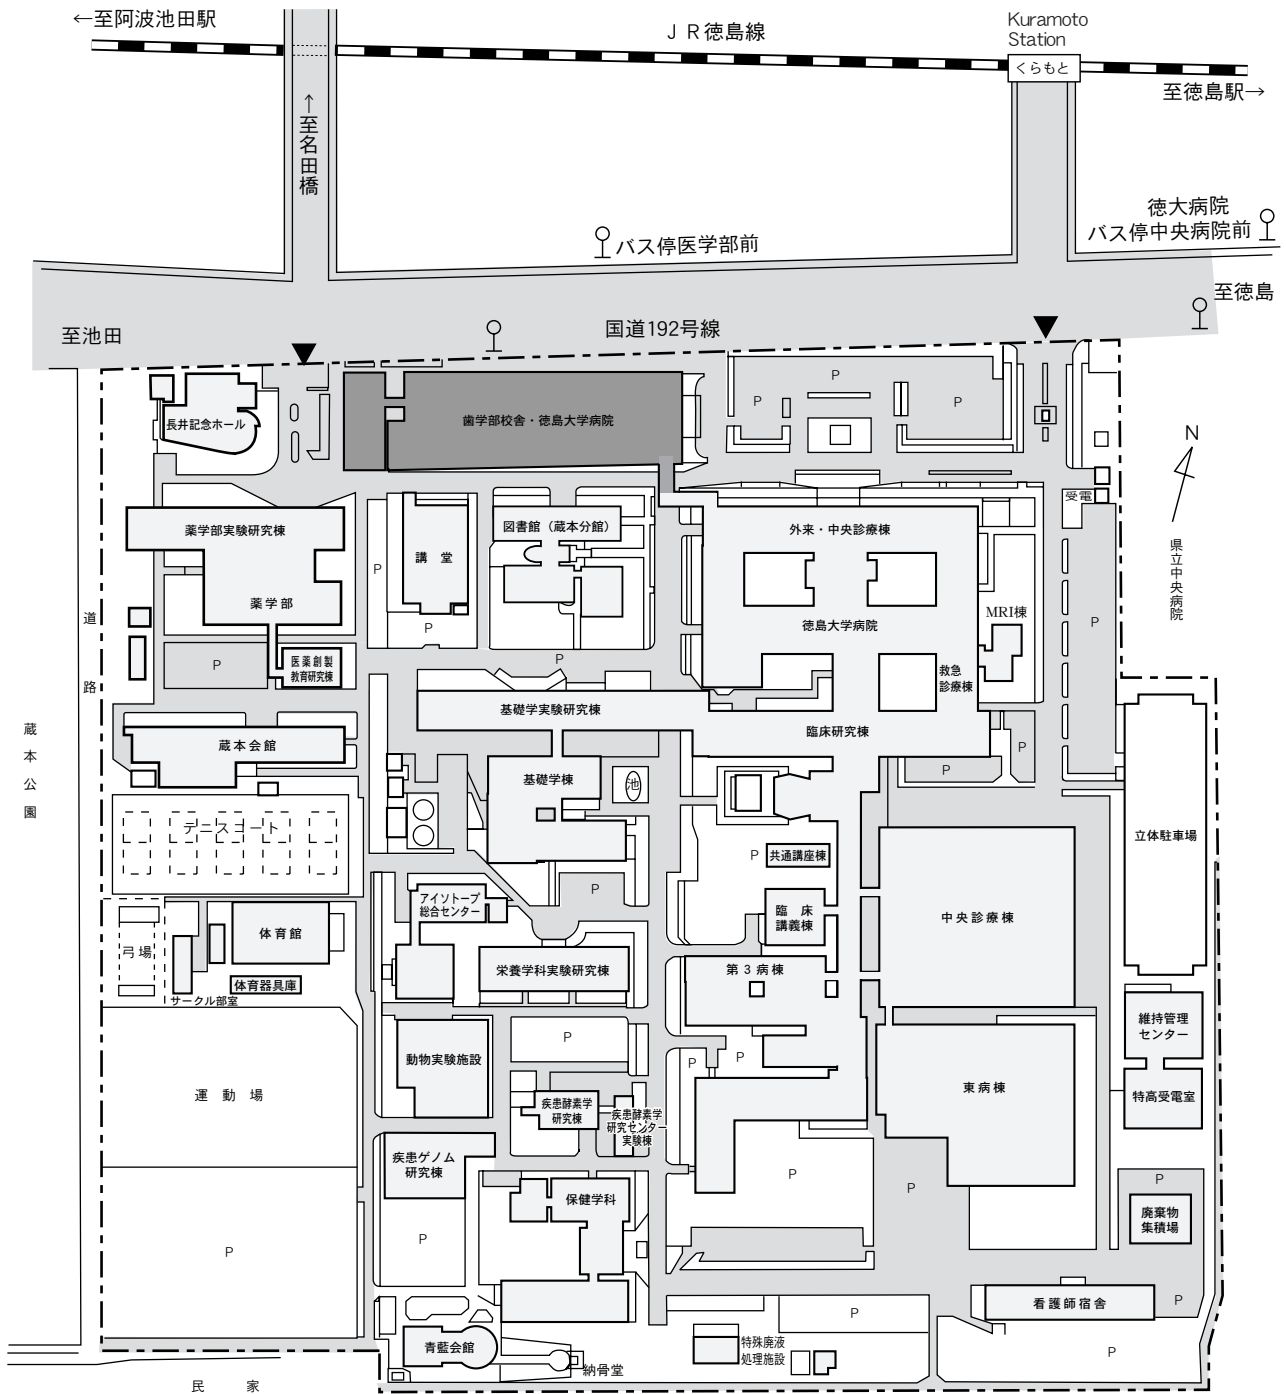 ←至阿波池田駅
ＪＲ徳島線
Kuramoto
Station
くらもと
至徳島駅→
←至名田橋
徳大病院
バス停中央病院前
バス停医学部前
至徳島
国道192号線
至池田
P
P
P
歯学部校舎・徳島大学病院
長井記念ホール
N
受電
県立中央病院
薬学部実験研究棟
図書館（蔵本分館）
外来・中央診療棟
講 堂
P
薬学部
MRI棟
道路
徳島大学病院
P
P
P
P
医薬創製
教育研究棟
救急
診療棟
基礎学実験研究棟
臨床研究棟
蔵本公園
蔵本会館
P
P
基礎学棟
池
テニスコート
立体駐車場
P
共通講座棟
P
アイソトープ
総合センター
臨 床
講義棟
中央診療棟
弓場
体育館
栄養学科実験研究棟
第３病棟
体育器具庫
サークル部室
維持管理
センター
P
動物実験施設
P
P
東病棟
運 動 場
特高受電室
疾患酵素学
研究棟
疾患酵素学
研究センター
実験棟
疾患ゲノム
研究棟
P
P
P
保健学科
廃棄物
集積場
P
P
看護師宿舎
P
P
青藍会館
特殊廃液
処理施設
P
納骨堂
民 家